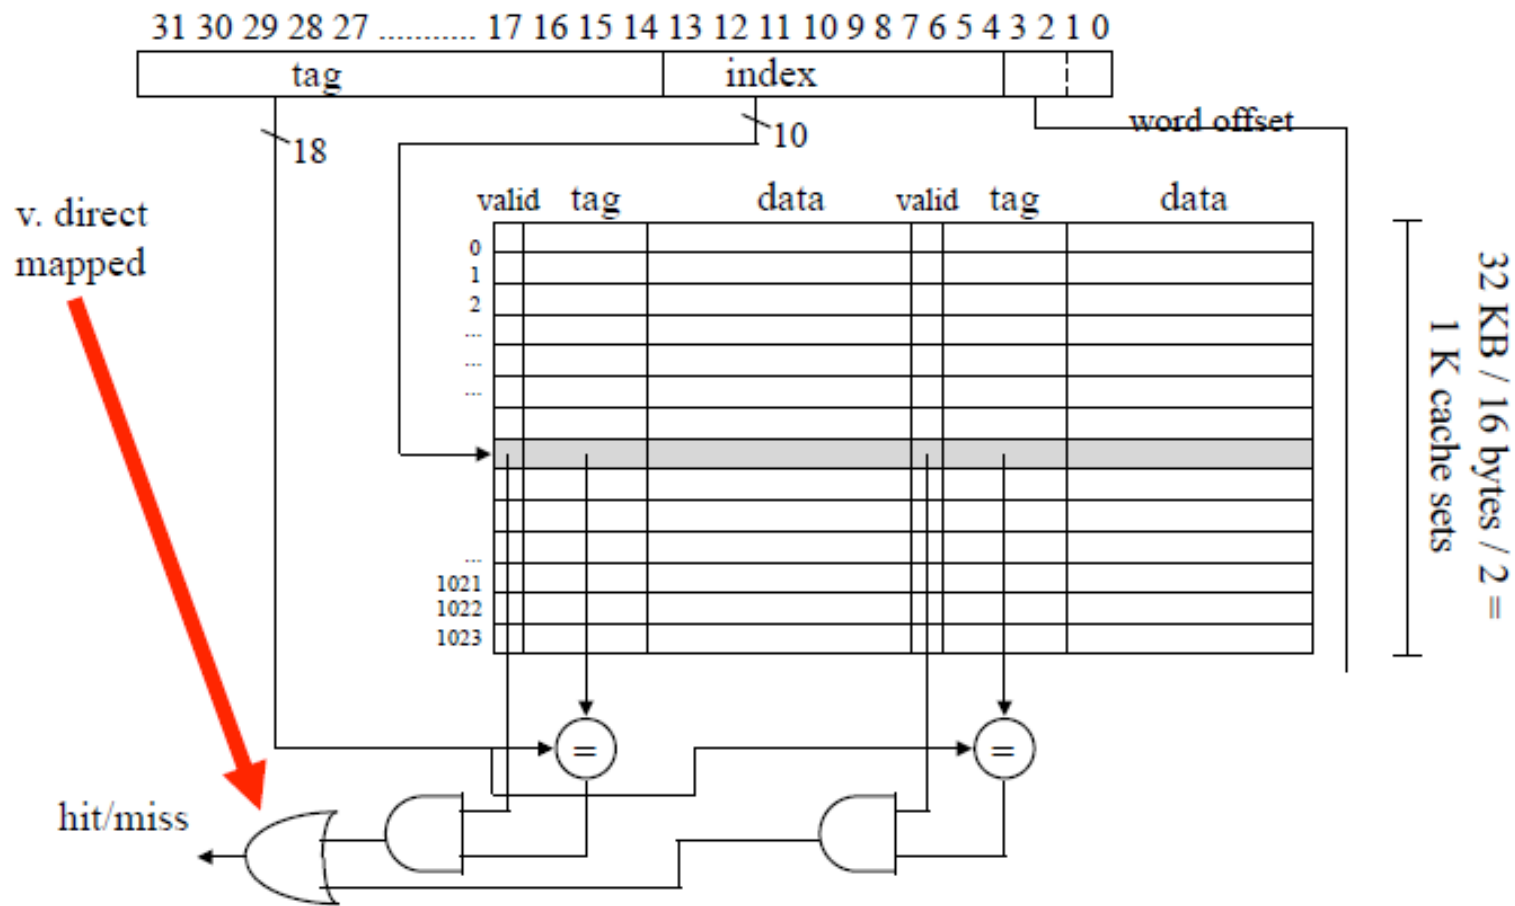 31 30 29 28 27 ........... 17 16 15 14 13 12 11 10 9 8 7 6 5 4 3 2 1 0
tag index
word offset
18
10
v. direct
mapped
valid tag data valid tag data
0
1
2
...
...
...
...
1021
1022
1023
32 KB / 16 bytes / 2 =
1 K cache sets
= =
hit/miss